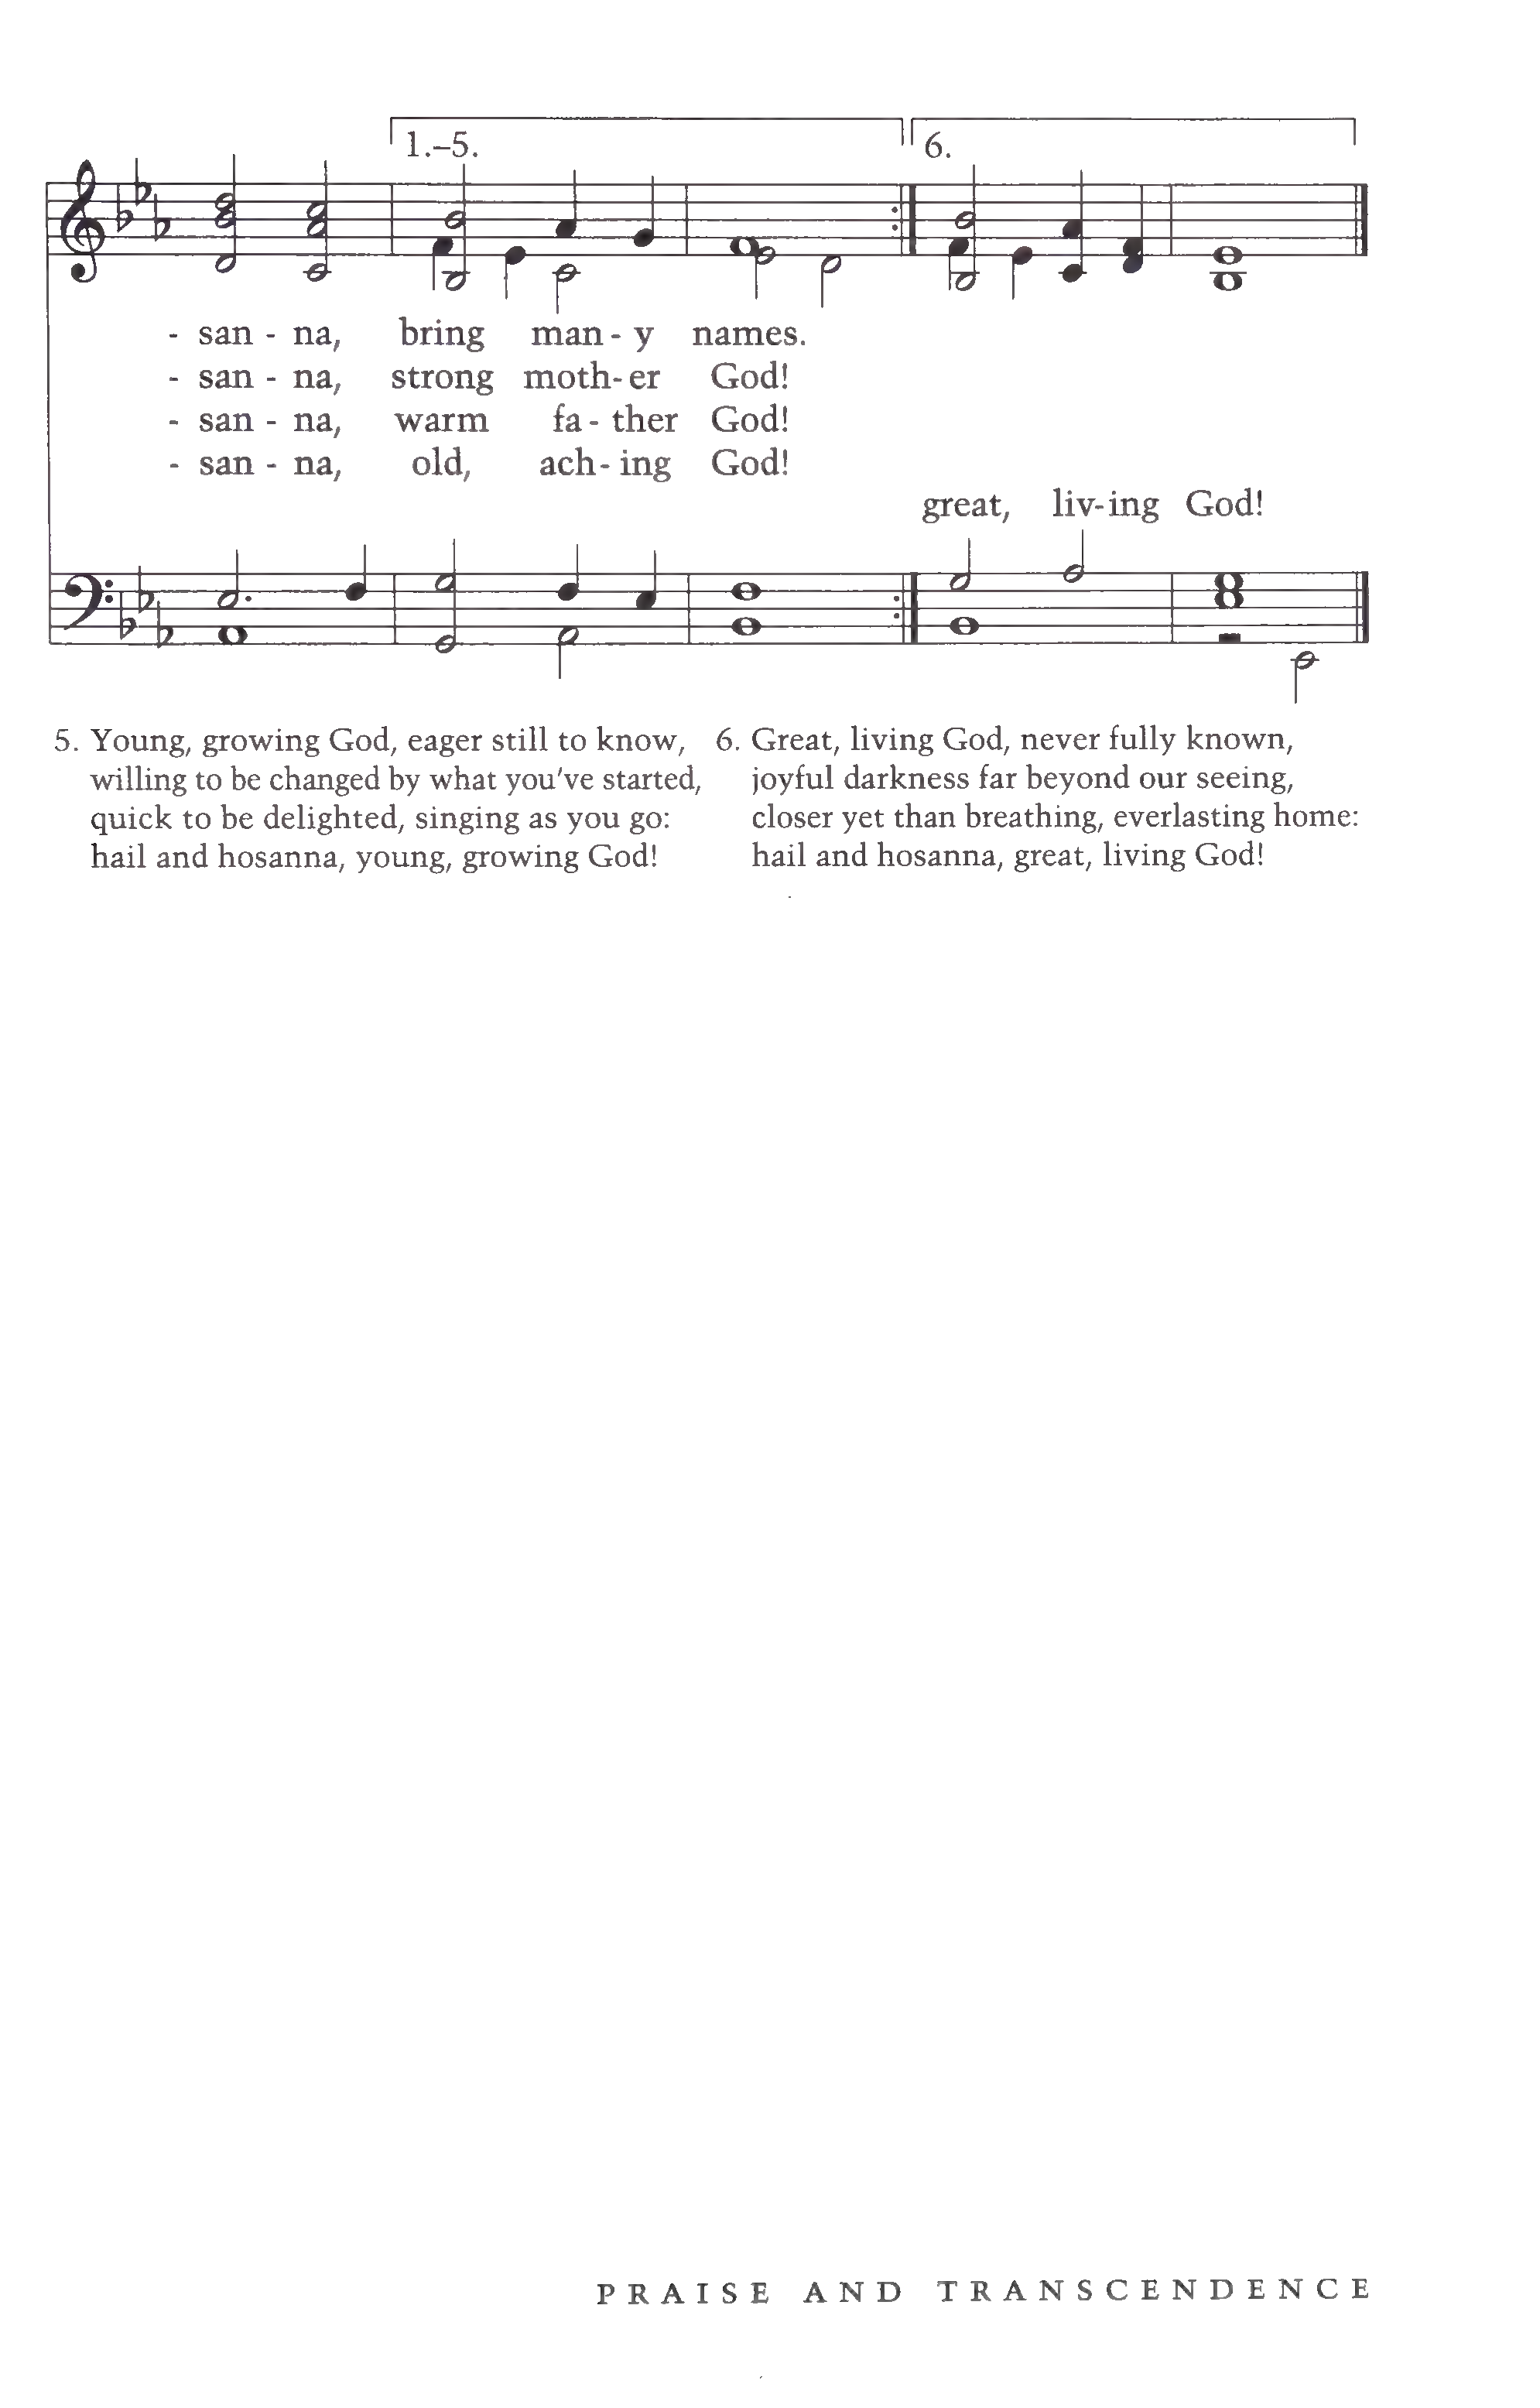 1.–5.
6.
- san - na, bring man - y names.
- san - na, strong moth- er God!
- san - na, warm fa - ther God!
- san - na, old, ach- ing God!
great, liv-ing God!
5. Young, growing God, eager still to know,
willing to be changed by what you've started,
quick to be delighted, singing as you go:
hail and hosanna, young, growing God!
6. Great, living God, never fully known,
joyful darkness far beyond our seeing,
closer yet than breathing, everlasting home:
hail and hosanna, great, living God!
PRAISE AND TRANSCENDENCE